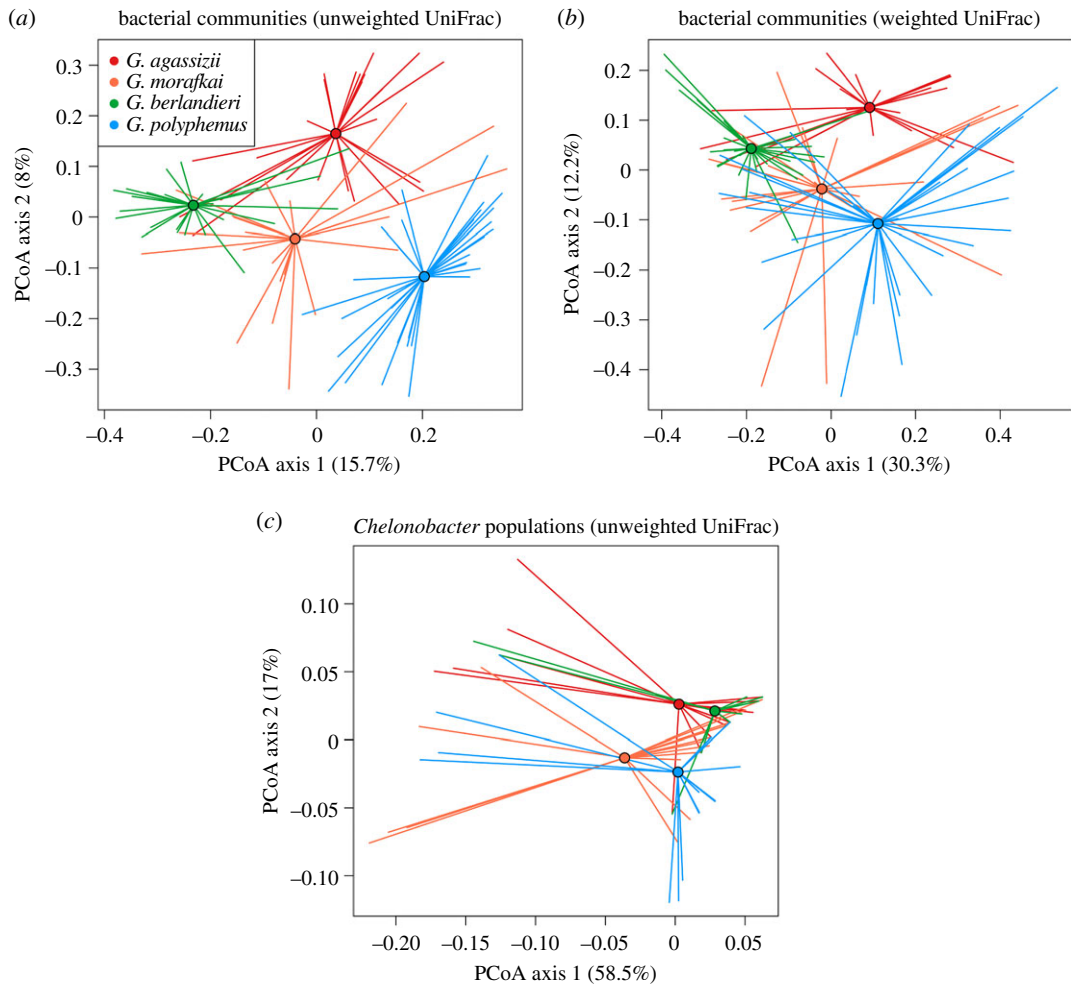 (a) bacterial communities (unweighted UniFrac)
G. agassizii
G. morafkai
G. berlandieri
G. polyphemus
0.3
0.2
0.1
0
–0.1
–0.2
–0.3
PCoA axis 2 (8%)
–0.4 –0.2 0 0.2
PCoA axis 1 (15.7%)
(b) bacterial communities (weighted UniFrac)
0.2
0.1
0
–0.1
–0.2
–0.3
–0.4
PCoA axis 2 (12.2%)
–0.4 –0.2 0 0.2 0.4
PCoA axis 1 (30.3%)
(c) Chelonobacter populations (unweighted UniFrac)
0.10
0.05
0
–0.05
–0.10
PCoA axis 2 (17%)
–0.20 –0.15 –0.10 –0.05 0 0.05
PCoA axis 1 (58.5%)